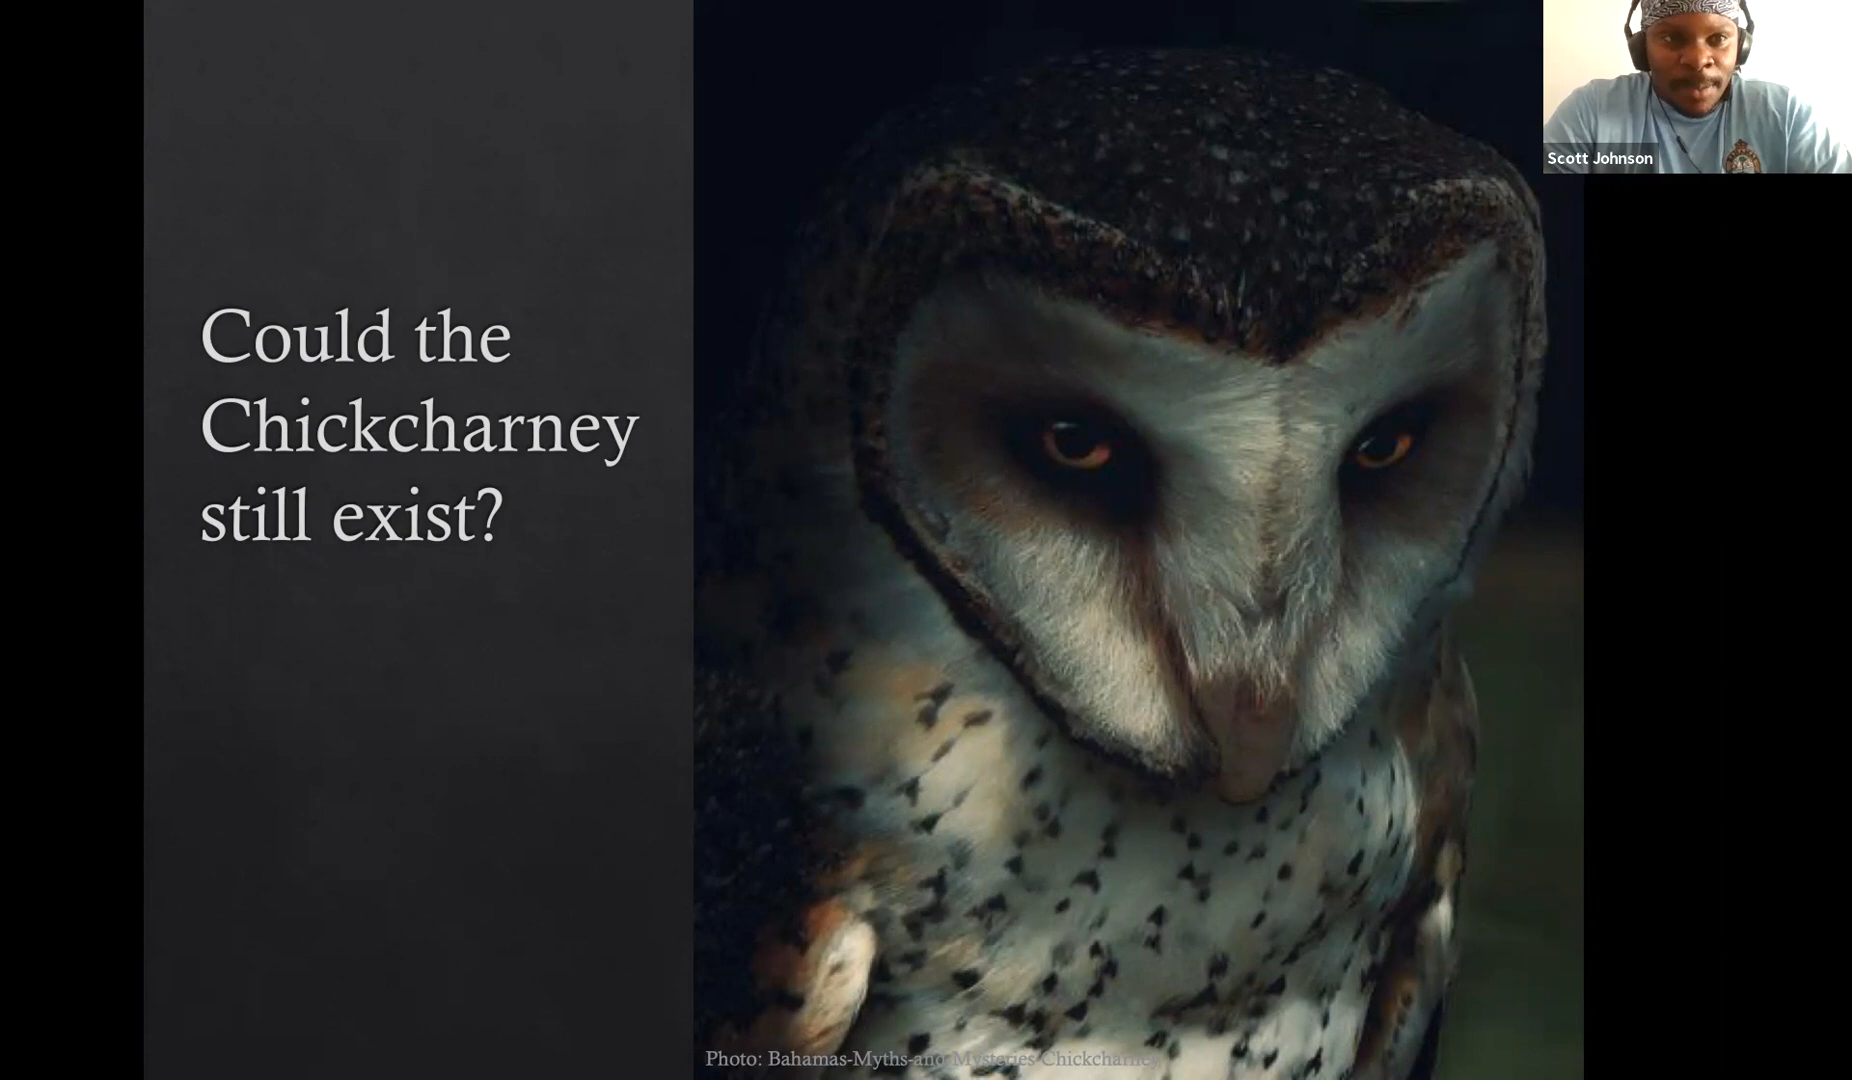 Could the
Chickcharney
still exist?
Scott Johnson
Photo: Bahamas-Myths-and-Mysteries-Chickcharney